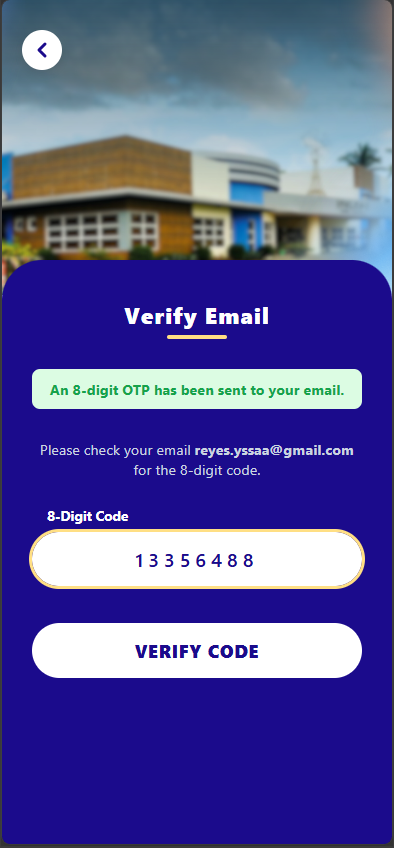 Verify Email
An 8-digit OTP has been sent to your email.
Please check your email reyes.yssaa@gmail.com
for the 8-digit code.
8-Digit Code
13356488
VERIFY CODE